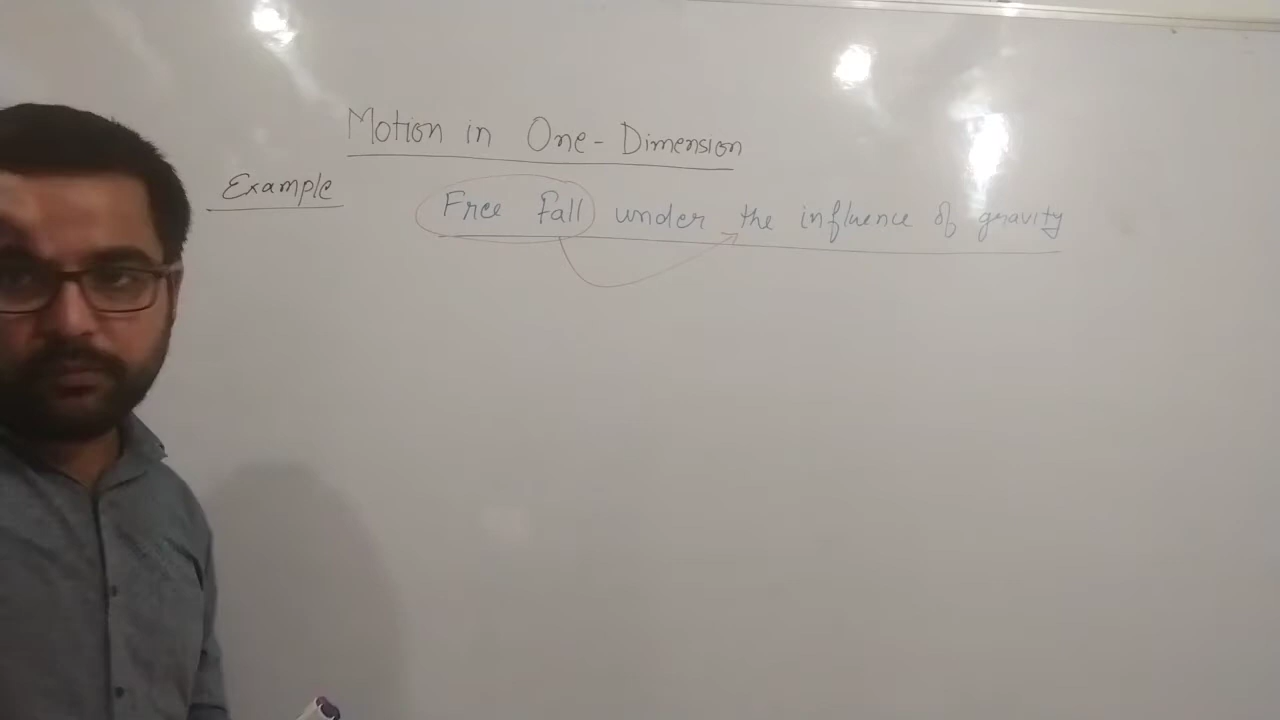 Motion in One-Dimension
Example
Free fall under the influence of gravity